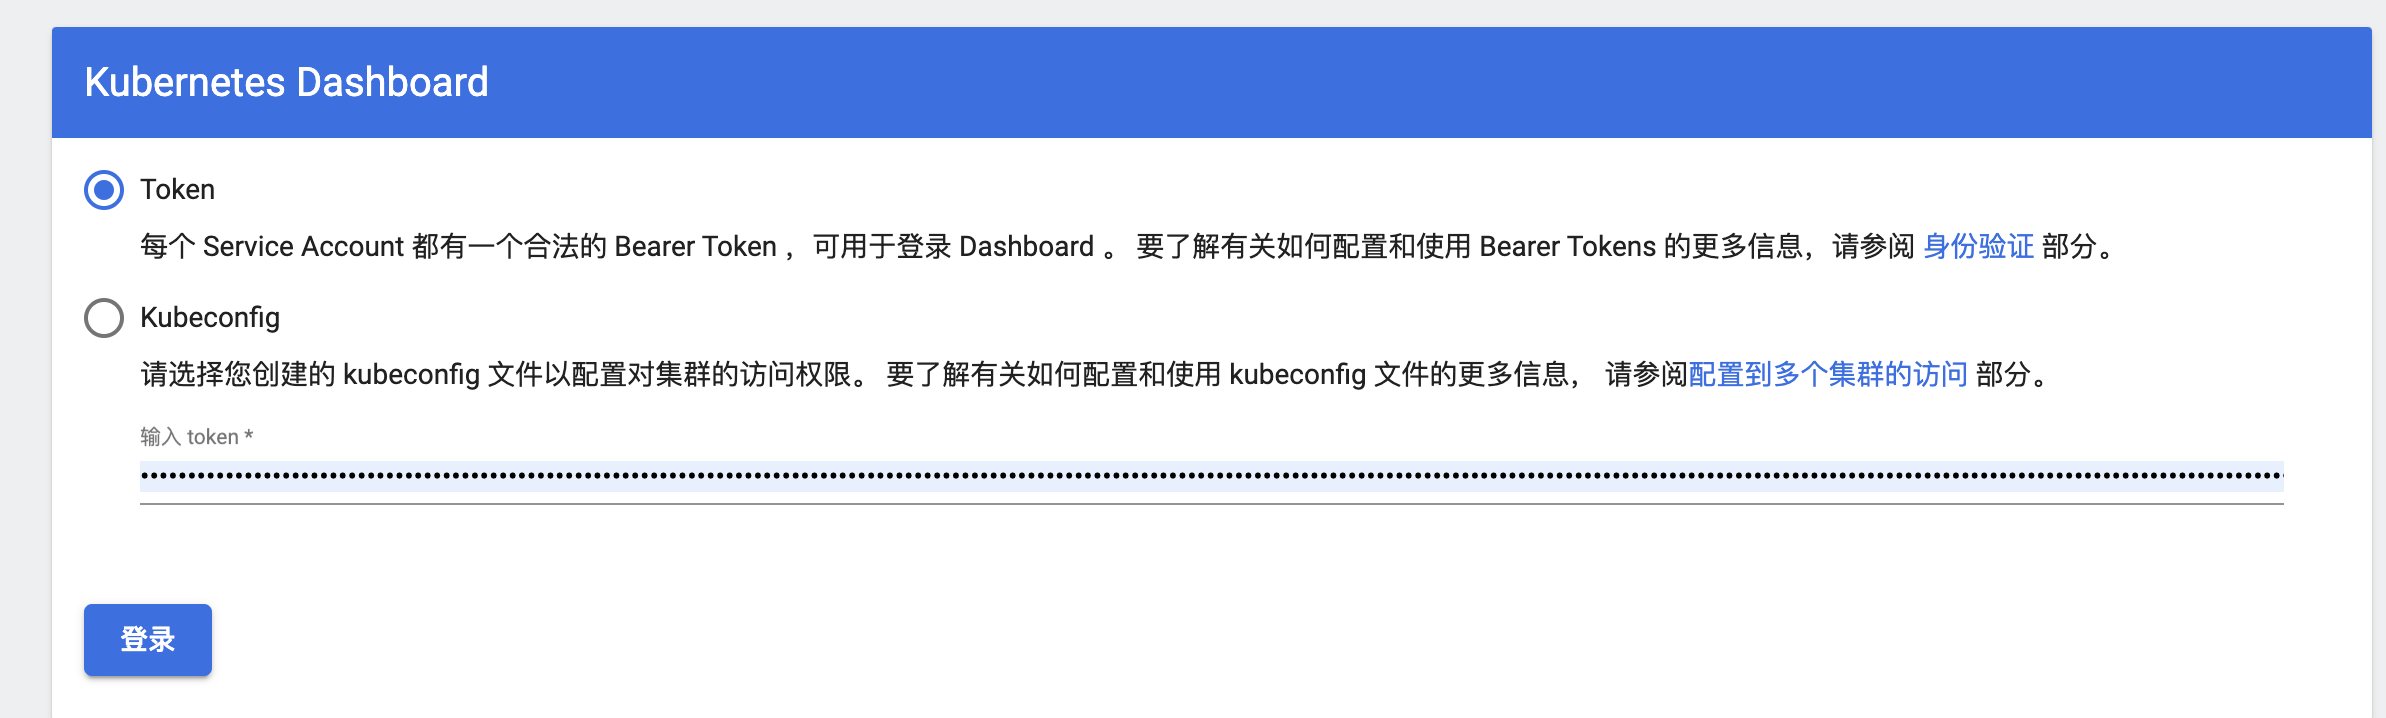 Kubernetes Dashboard
Token
每个 Service Account 都有一个合法的 Bearer Token ，可用于登录 Dashboard 。 要了解有关如何配置和使用 Bearer Tokens 的更多信息，请参阅 身份验证 部分。
Kubeconfig
请选择您创建的 kubeconfig 文件以配置对集群的访问权限。 要了解有关如何配置和使用 kubeconfig 文件的更多信息， 请参阅配置到多个集群的访问 部分。
输入 token *
登录